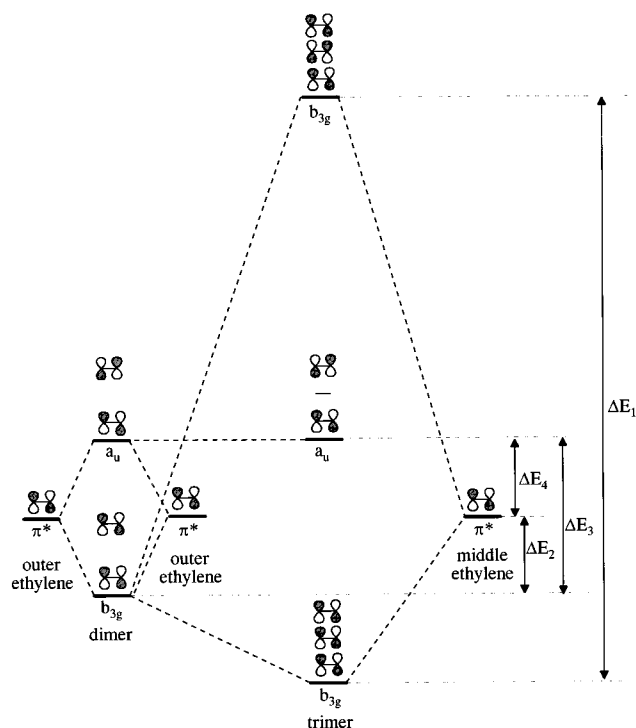 b₃g
ΔE₁
aᵤ
aᵤ
ΔE₄
ΔE₃
π*
π*
π*
ΔE₂
outer
ethylene
outer
ethylene
middle
ethylene
b₃g
dimer
b₃g
trimer